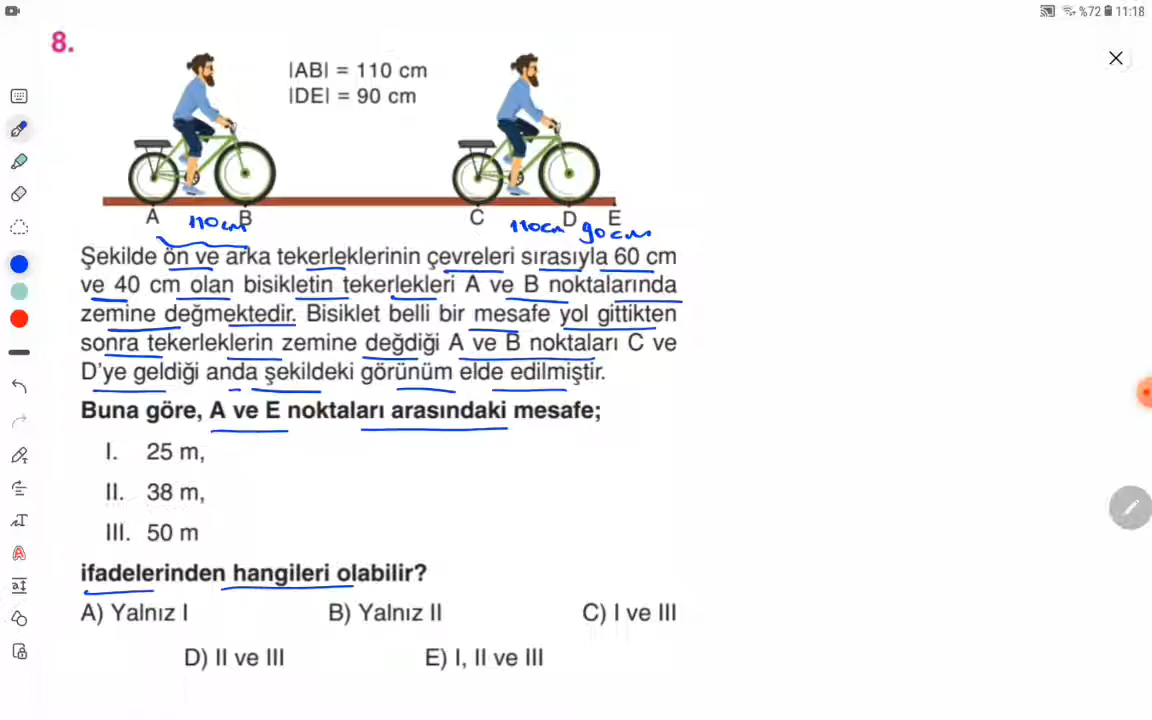 %72 11:18
8.
|AB| = 110 cm
|DE| = 90 cm
A B C D E
110 cm 110cm 90cm
Şekilde ön ve arka tekerleklerinin çevreleri sırasıyla 60 cm
ve 40 cm olan bisikletin tekerlekleri A ve B noktalarında
zemine değmektedir. Bisiklet belli bir mesafe yol gittikten
sonra tekerleklerin zemine değdiği A ve B noktaları C ve
D'ye geldiği anda şekildeki görünüm elde edilmiştir.
Buna göre, A ve E noktaları arasındaki mesafe;
I. 25 m,
II. 38 m,
III. 50 m
ifadelerinden hangileri olabilir?
A) Yalnız I B) Yalnız II C) I ve III
D) II ve III E) I, II ve III